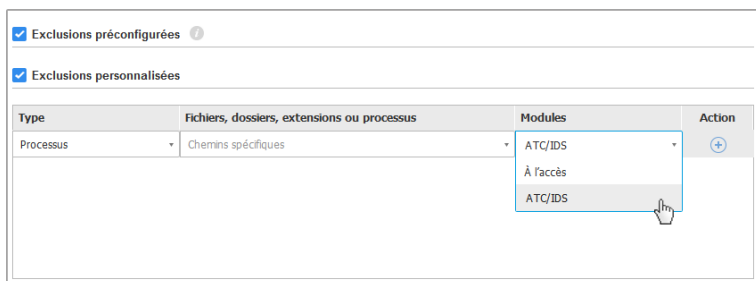 Exclusions préconfigurées i
Exclusions personnalisées
Type Fichiers, dossiers, extensions ou processus Modules Action
Processus Chemins spécifiques ATC/IDS
À l'accès
ATC/IDS